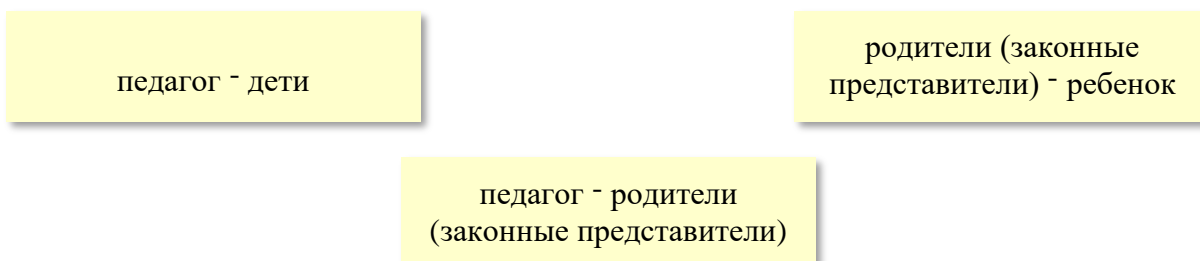 педагог - дети
родители (законные
представители) - ребенок
педагог - родители
(законные представители)